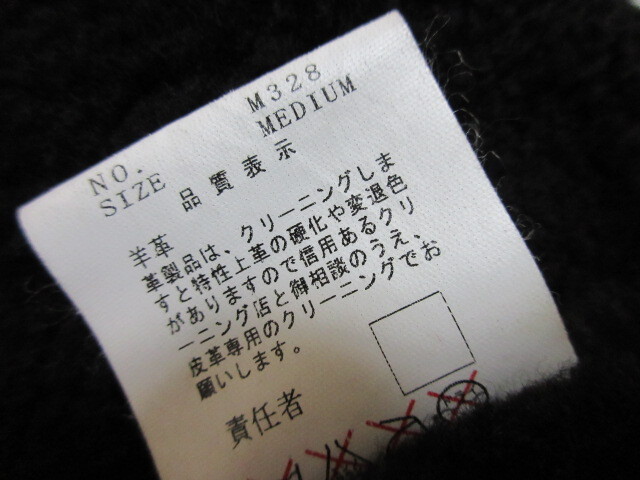 NO. M328
SIZE MEDIUM
品質表示
羊革
革製品は、クリーニングしま
すと特性上革の硬化や変退色
がありますので信用あるクリ
ーニング店と御相談のうえ、
皮革専用のクリーニングでお
願いします。
責任者